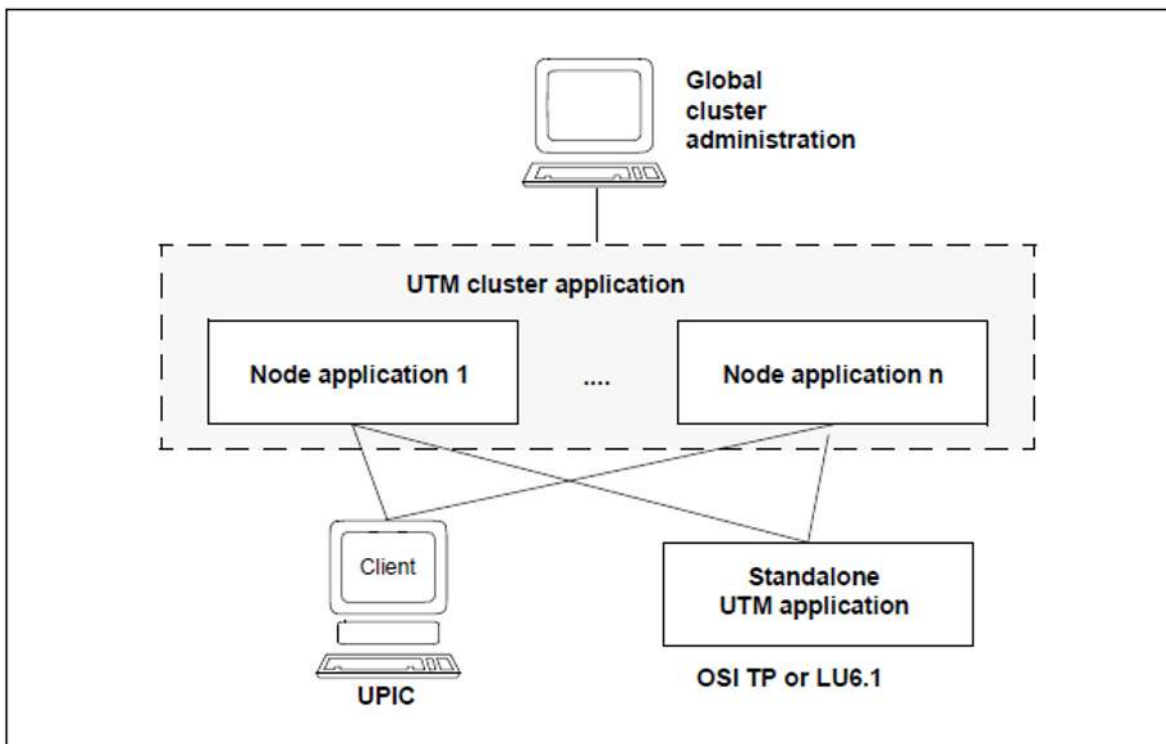 Global
cluster
administration
UTM cluster application
Node application 1
....
Node application n
Client
Standalone
UTM application
UPIC
OSI TP or LU6.1